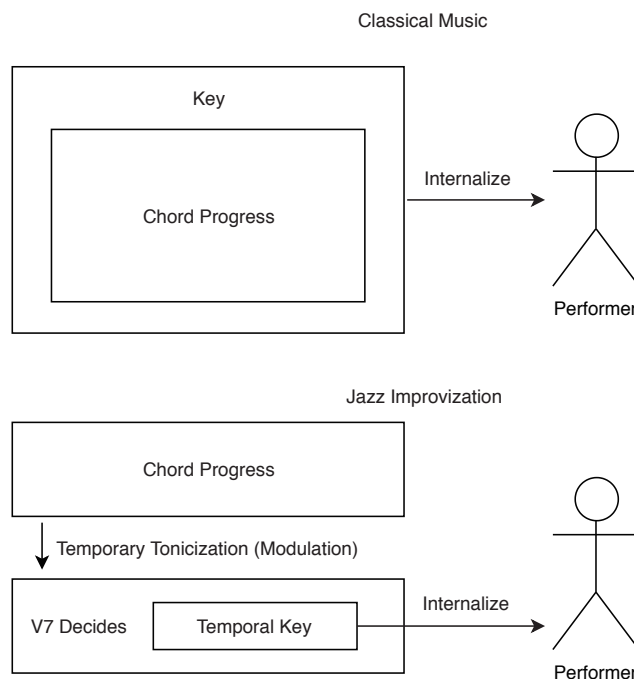 Classical Music
Key
Chord Progress
Internalize
Performer
Jazz Improvization
Chord Progress
Temporary Tonicization (Modulation)
V7 Decides
Temporal Key
Internalize
Performer